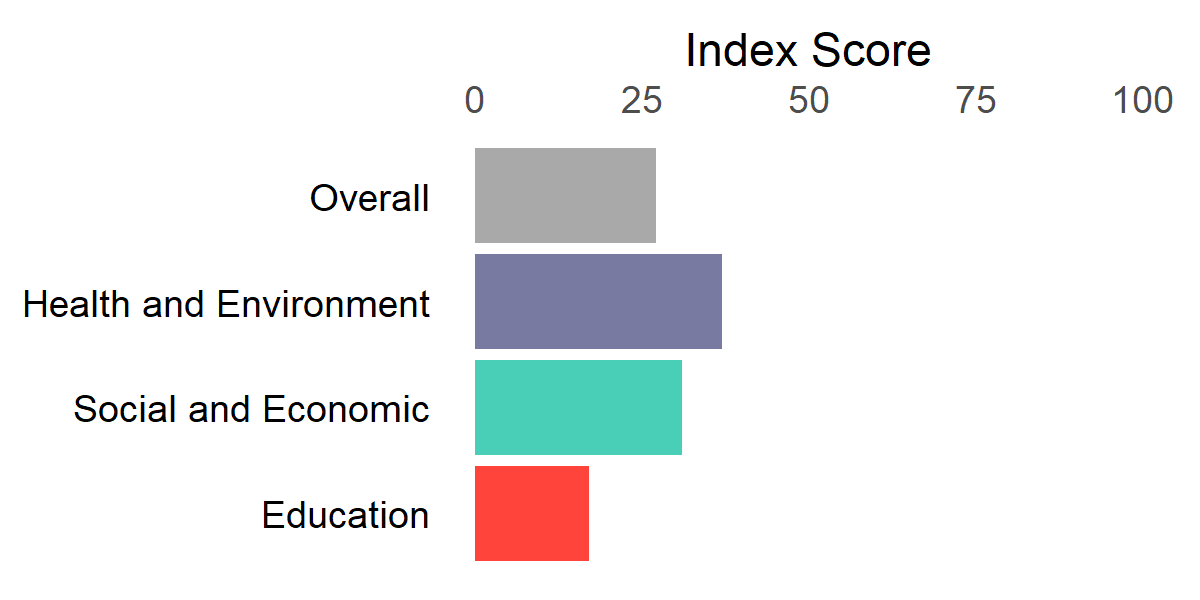 Index Score
0 25 50 75 100
Overall
Health and Environment
Social and Economic
Education